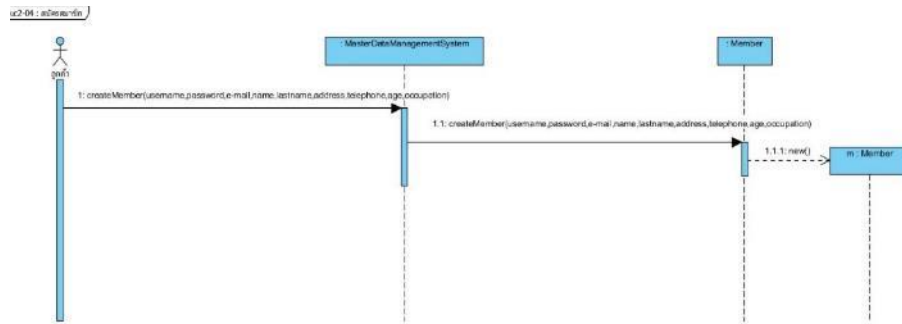 uc2-04 : สมัครสมาชิก
ลูกค้า
: MasterDataManagementSystem
: Member
1: createMember(username,password,e-mail,name,lastname,address,telephone,age,occupation)
1.1: createMember(username,password,e-mail,name,lastname,address,telephone,age,occupation)
1.1.1: new()
m : Member